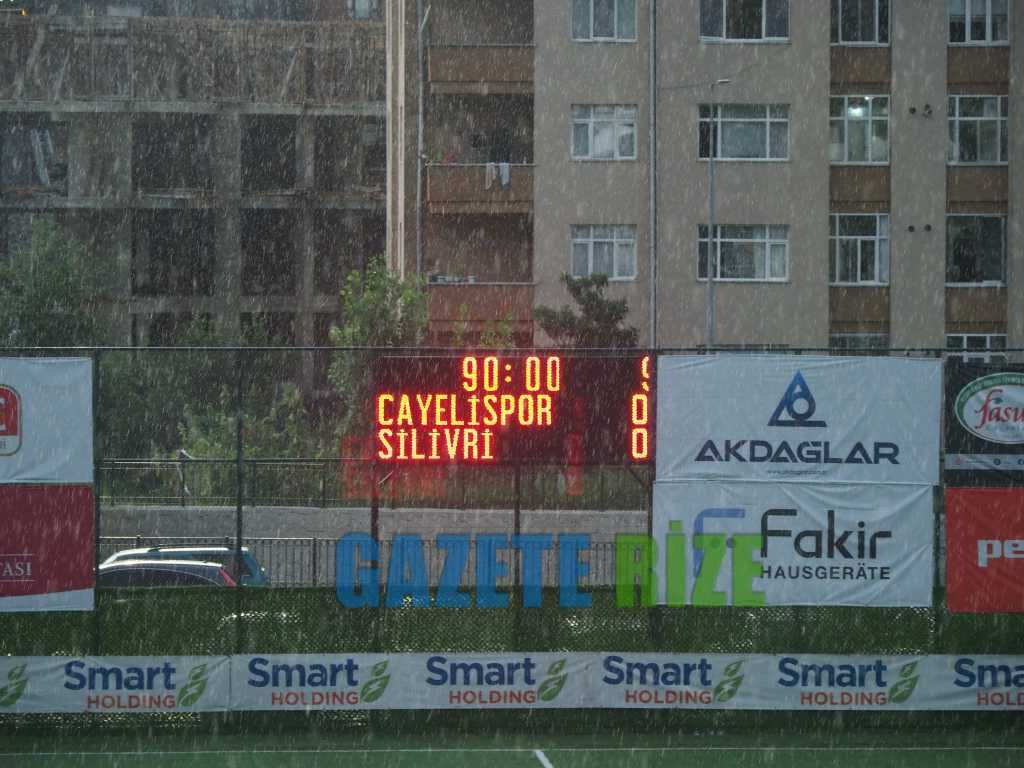 90:00
CAYELİSPOR 0
SİLİVRİ 0
AKDAĞLAR
Fakir
HAUSGERÄTE
GAZETE RİZE
Smart HOLDING
Smart HOLDING
Smart HOLDING
Smart HOLDING
Smart HOLDING